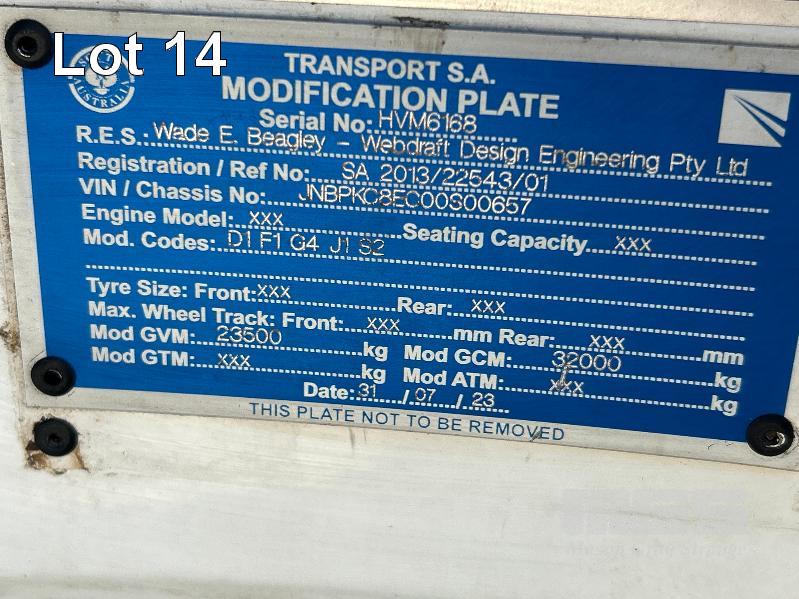 Lot 14
TRANSPORT S.A.
MODIFICATION PLATE
Serial No: HVM6168
R.E.S.: Wade E. Beagley - Webdraft Design Engineering Pty Ltd
Registration / Ref No: SA 2013/22543/01
VIN / Chassis No: JNBPKC8EC00S00657
Engine Model: xxx Seating Capacity xxx
Mod. Codes: D1 F1 G4 J1 S2
Tyre Size: Front: xxx Rear: xxx
Max. Wheel Track: Front: xxx mm Rear: xxx mm
Mod GVM: 23500 kg Mod GCM: 32000 kg
Mod GTM: xxx kg Mod ATM: xxx kg
Date: 31 / 07 / 23
THIS PLATE NOT TO BE REMOVED